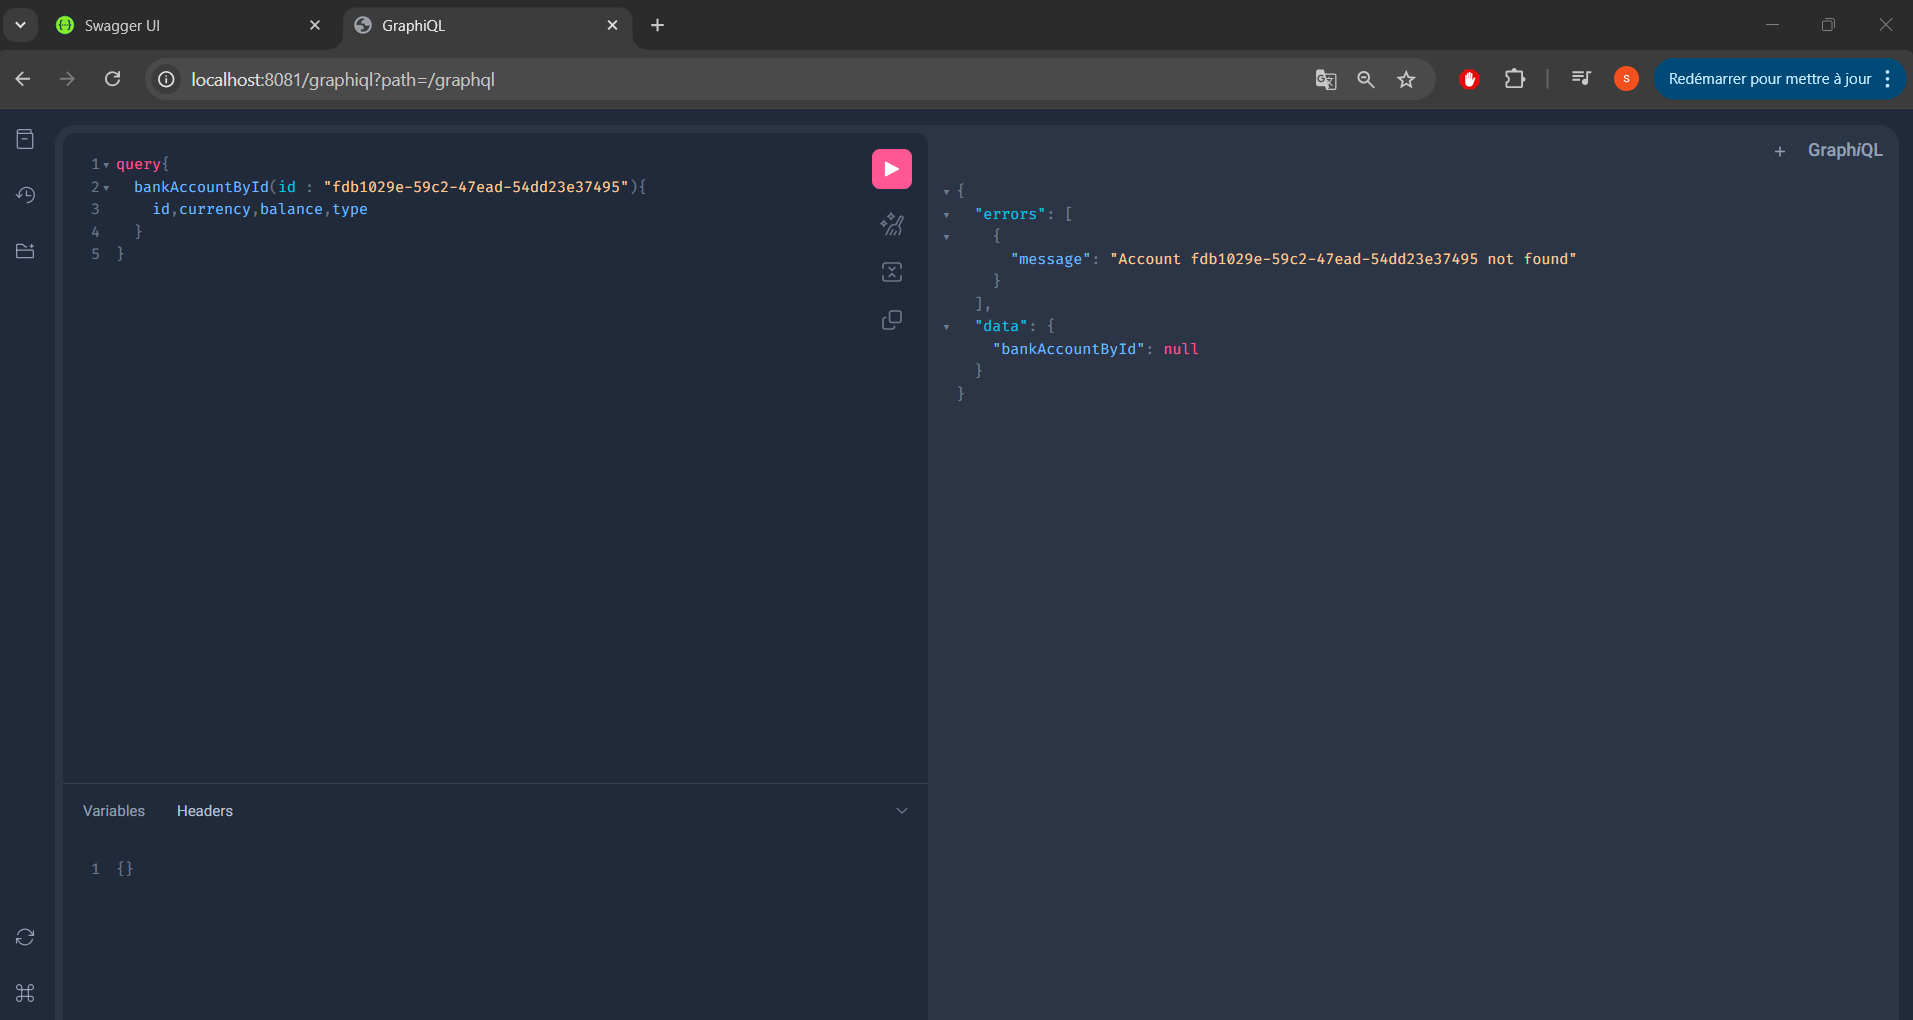 Swagger UI
GraphiQL
localhost:8081/graphiql?path=/graphql
S
Redémarrer pour mettre à jour
1 query{
2 bankAccountById(id : "fdb1029e-59c2-47ead-54dd23e37495"){
3 id,currency,balance,type
4 }
5 }
Variables Headers
1 {}
+ GraphiQL
{
"errors": [
{
"message": "Account fdb1029e-59c2-47ead-54dd23e37495 not found"
}
],
"data": {
"bankAccountById": null
}
}